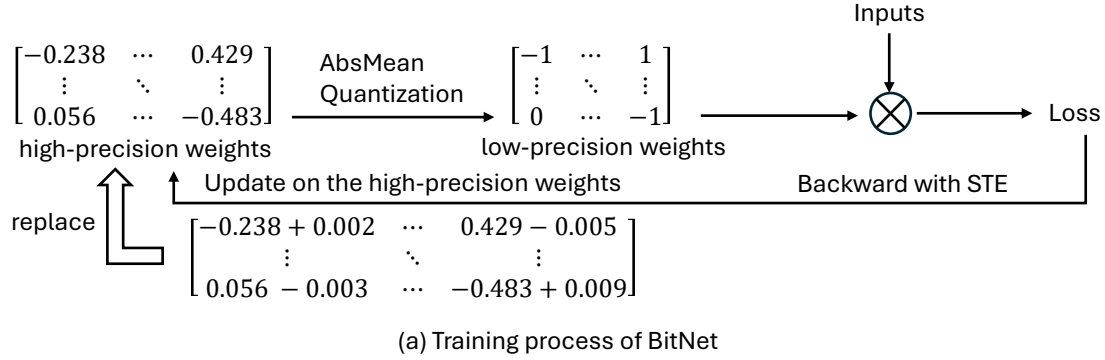 Inputs
−0.238 ⋯ 0.429
⋮ ⋱ ⋮
0.056 ⋯ −0.483
high-precision weights
AbsMean
Quantization
−1 ⋯ 1
⋮ ⋱ ⋮
0 ⋯ −1
low-precision weights
Loss
Update on the high-precision weights
Backward with STE
replace
−0.238 + 0.002 ⋯ 0.429 − 0.005
⋮ ⋱ ⋮
0.056 − 0.003 ⋯ −0.483 + 0.009
(a) Training process of BitNet